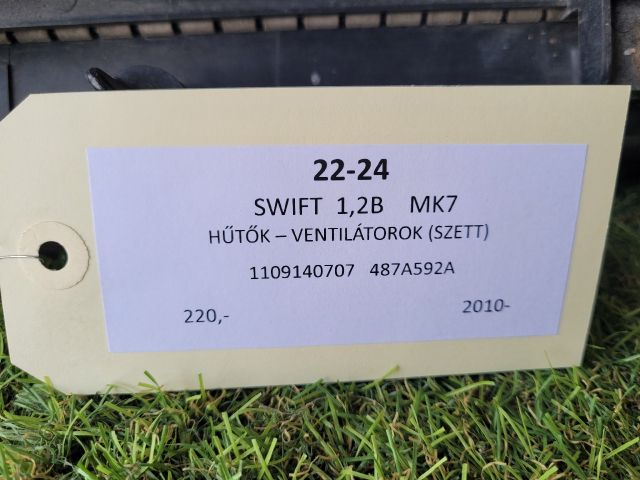 22-24
SWIFT 1,2B MK7
HŰTŐK – VENTILÁTOROK (SZETT)
1109140707 487A592A
220,- 2010-